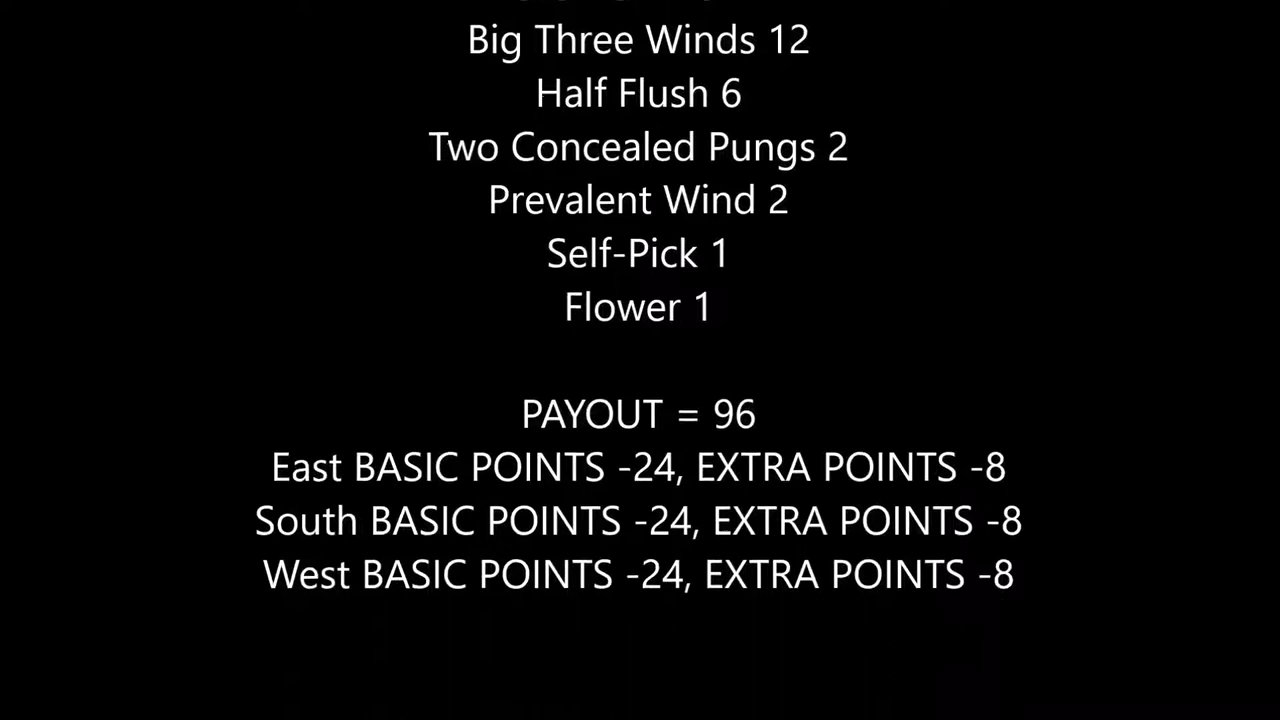 Big Three Winds 12
Half Flush 6
Two Concealed Pungs 2
Prevalent Wind 2
Self-Pick 1
Flower 1
PAYOUT = 96
East BASIC POINTS -24, EXTRA POINTS -8
South BASIC POINTS -24, EXTRA POINTS -8
West BASIC POINTS -24, EXTRA POINTS -8